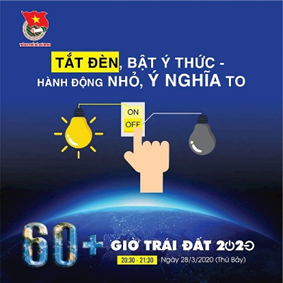 TẮT ĐÈN, BẬT Ý THỨC -
HÀNH ĐỘNG NHỎ, Ý NGHĨA TO
ON
OFF
60+ GIỜ TRÁI ĐẤT 2020
20:30 - 21:30 Ngày 28/3/2020 (Thứ Bảy)